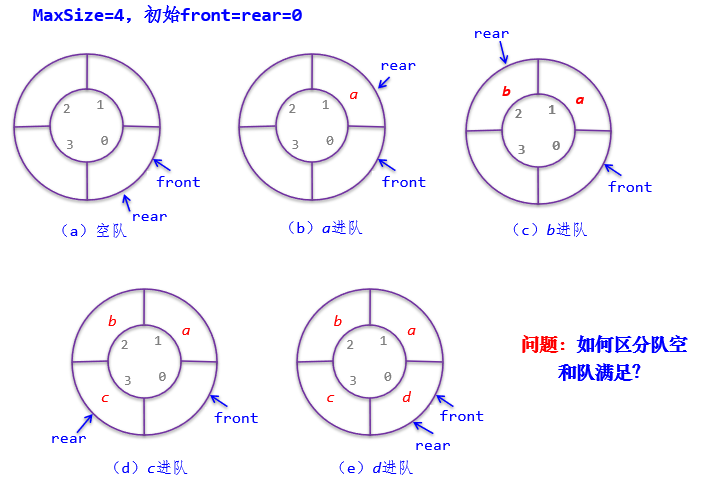 MaxSize=4，初始front=rear=0
2 1
3 0
front
rear
（a）空队
a
2 1
3 0
rear
front
（b）a进队
rear
b a
2 1
3 0
front
（c）b进队
b a
2 1
3 0
c
front
rear
（d）c进队
b a
2 1
3 0
c d
front
rear
（e）d进队
问题：如何区分队空
和队满足?